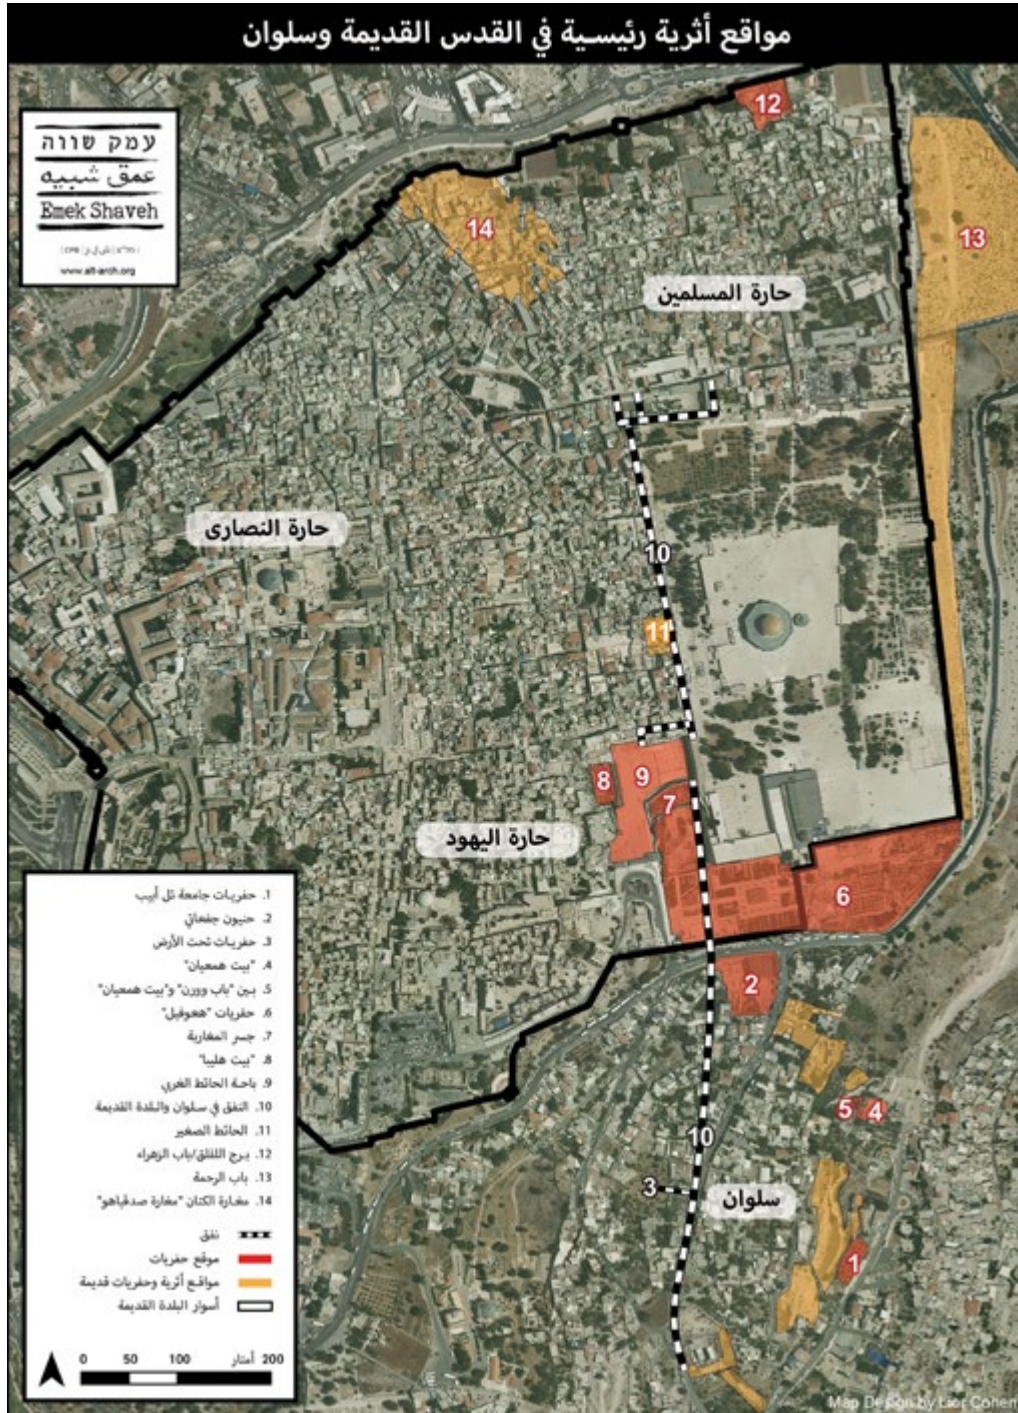 مواقع أثرية رئيسية في القدس القديمة وسلوان
עמק שווה
عمق شبيه
Emek Shaveh
www.alt-arch.org
12
13
14
حارة المسلمين
حارة النصارى
10
11
9
8
7
حارة اليهود
6
2
5
4
10
3
سلوان
1
1. حفريات جامعة تل أبيب
2. حنيون جفعاتي
3. حفريات تحت الأرض
4. "بيت همعيان"
5. بين "باب وورن" و"بيت همعيان"
6. حفريات "هعوفيل"
7. جسر المغاربة
8. "بيت هليبا"
9. باحة الحائط الغربي
10. النفق في سلوان والبلدة القديمة
11. الحائط الصغير
12. برج اللقلق/باب الزهراء
13. باب الرحمة
14. مغارة الكتان "مغارة صدقياهو"
نفق
موقع حفريات
مواقع أثرية وحفريات قديمة
أسوار البلدة القديمة
0 50 100 200 أمتار
Map Design by Lior Cohen